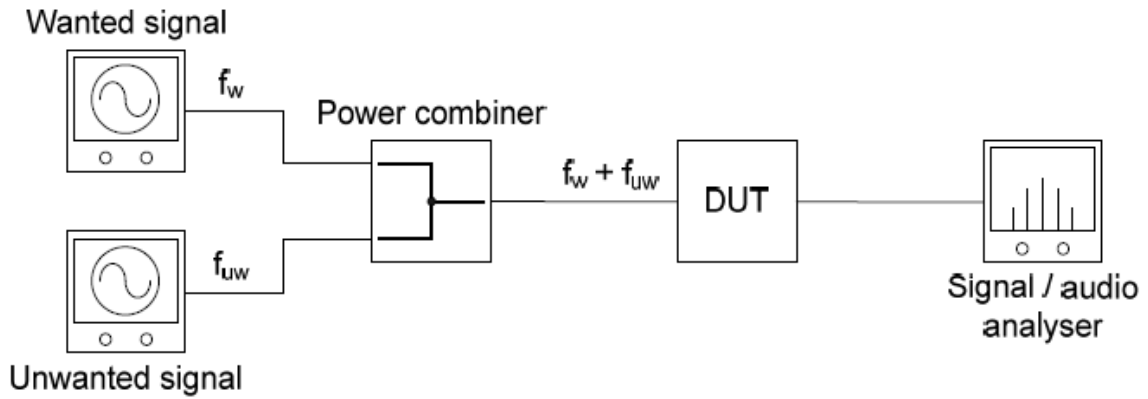 Wanted signal
fw
Power combiner
fw + fuw
DUT
fuw
Signal / audio
analyser
Unwanted signal